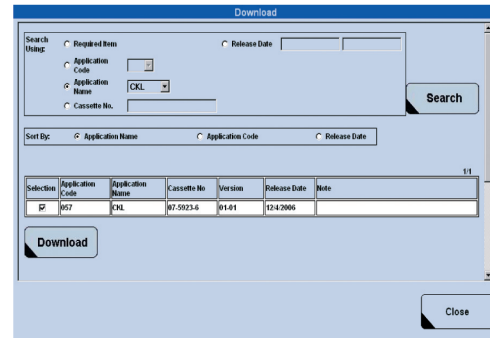 Download
Search Using:
Required Item
Release Date
Application Code
Application Name
CKL
Cassette No.
Search
Sort By:
Application Name
Application Code
Release Date
1/1
Selection Application Code Application Name Cassette No Version Release Date Note
057 CKL 07-5923-6 01-01 12/4/2006
Download
Close